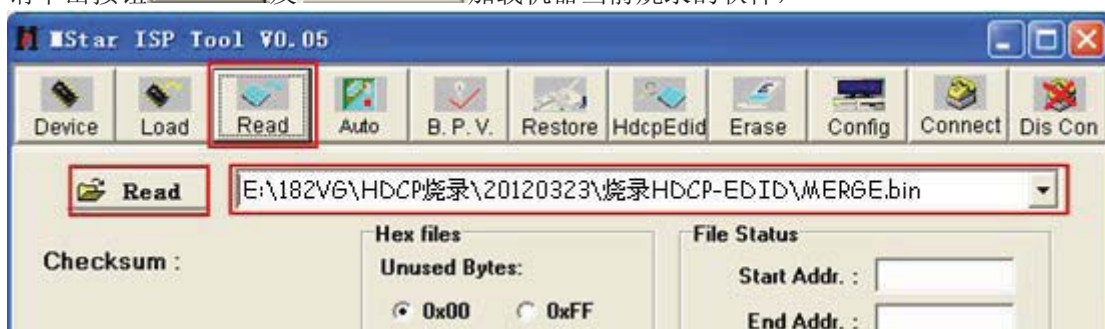 MStar ISP Tool V0.05
Device Load Read Auto B.P.V. Restore HdcpEdid Erase Config Connect Dis Con
Read E:\182VG\HDCP烧录\20120323\烧录HDCP-EDID\MERGE.bin
Hex files File Status
Checksum : Unused Bytes: Start Addr. :
0x00 0xFF End Addr. :